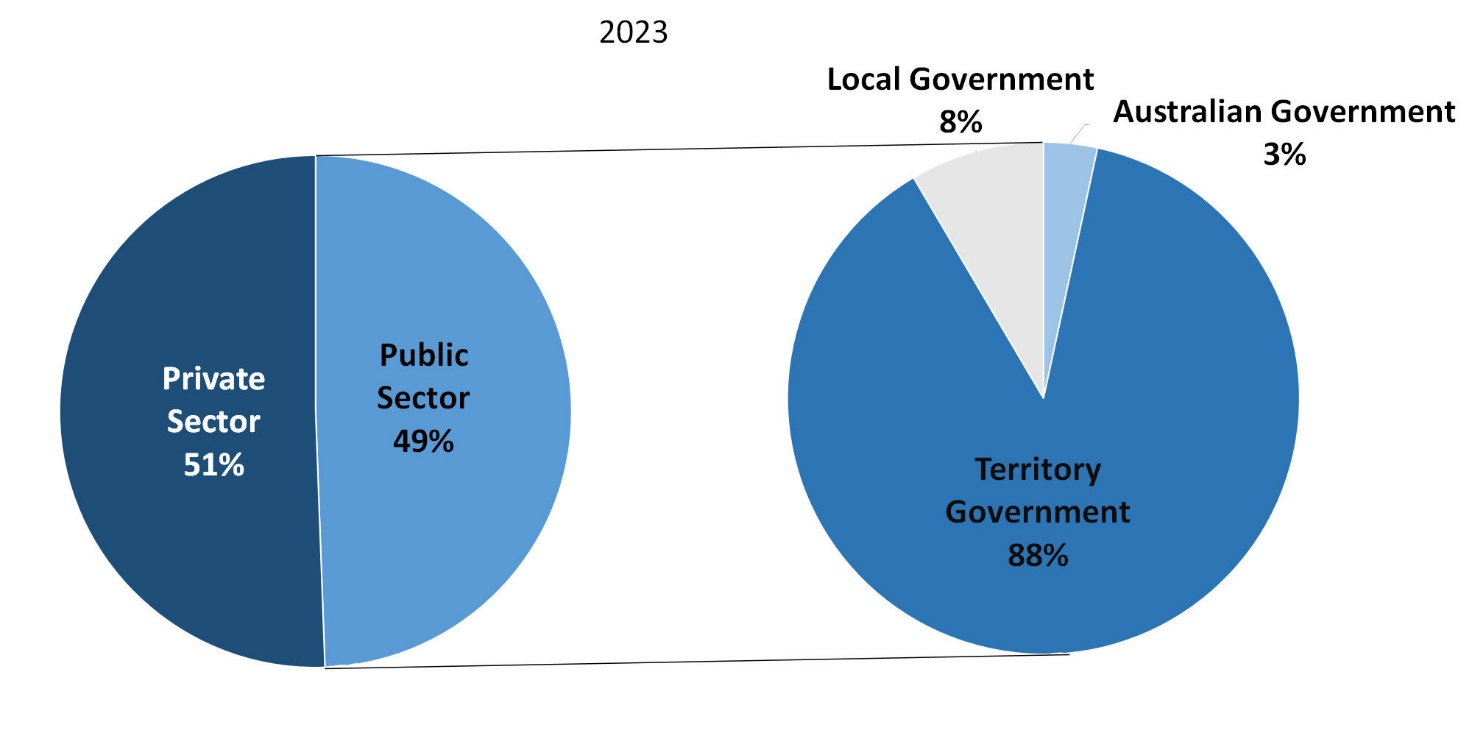 2023
Local Government
8%
Australian Government
3%
Private
Sector
51%
Public
Sector
49%
Territory
Government
88%